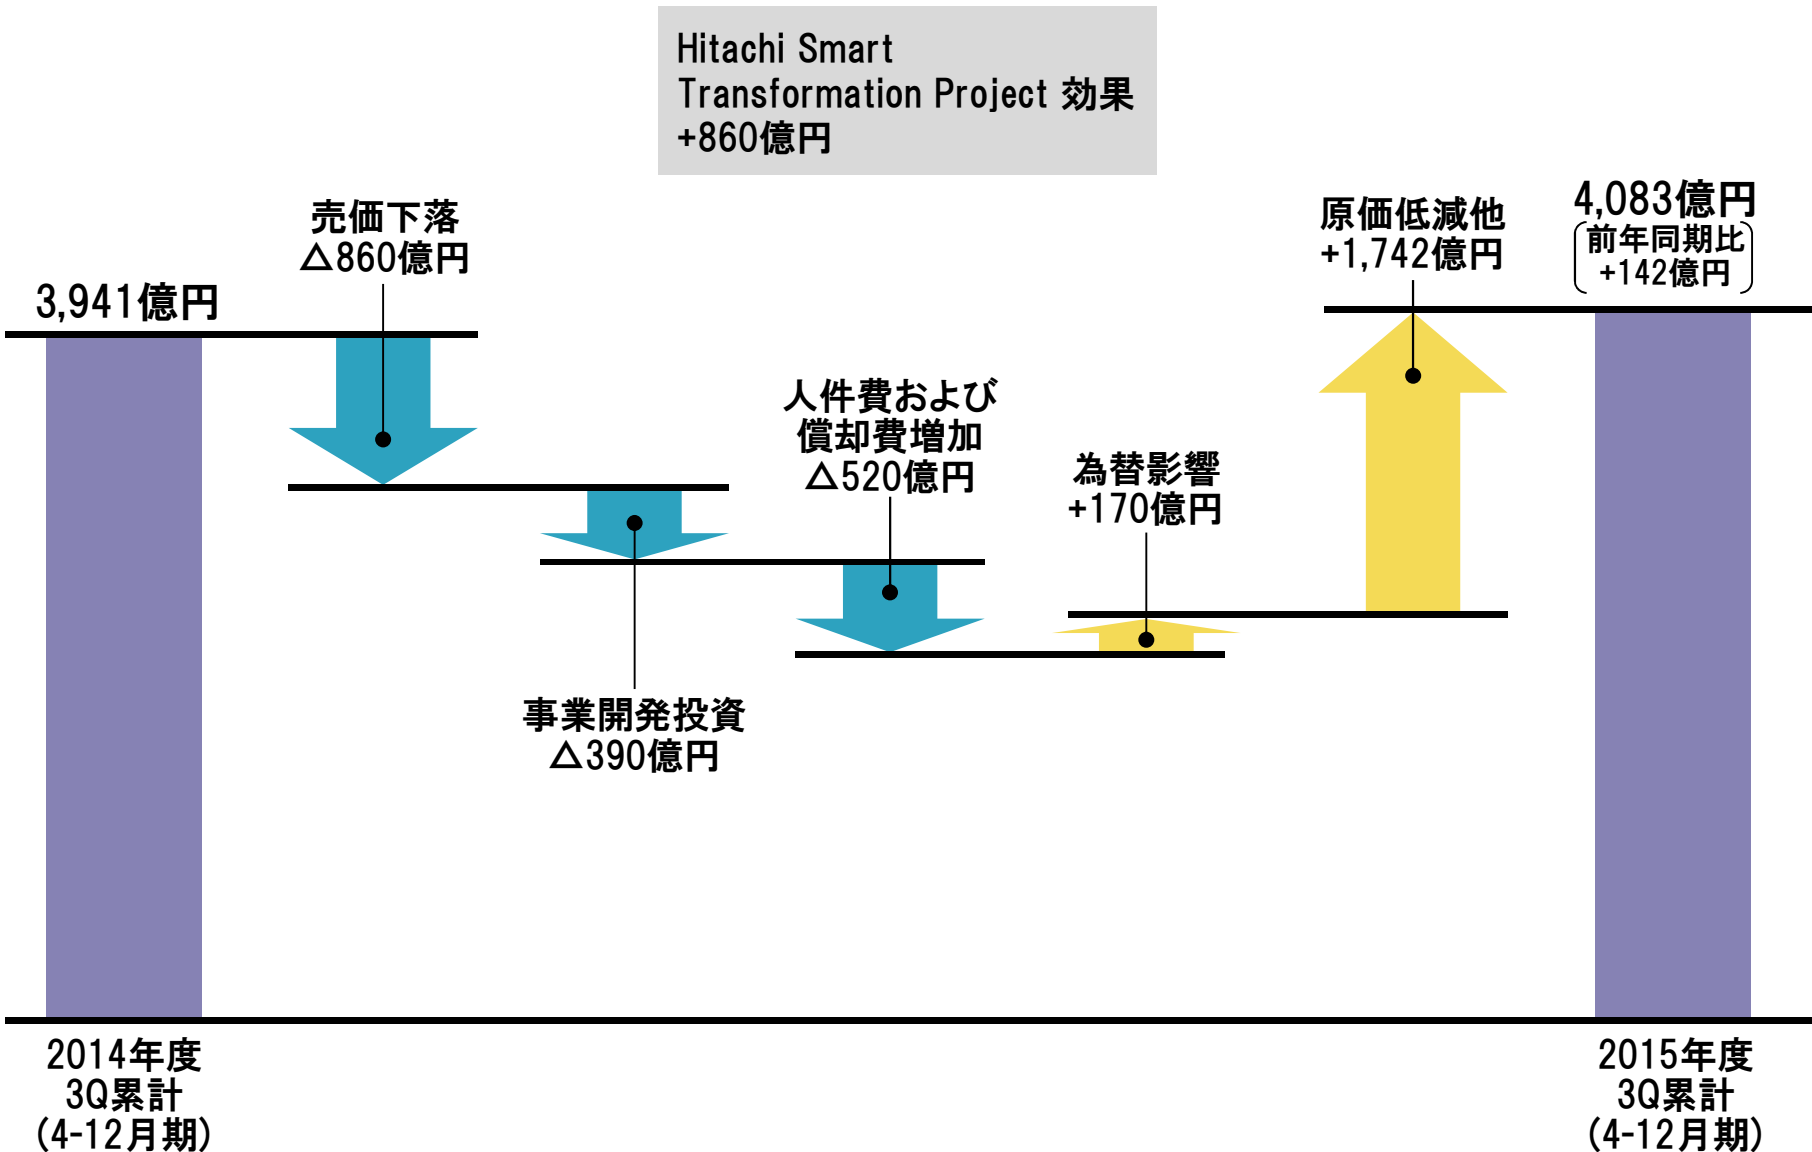 Hitachi Smart
Transformation Project 効果
+860億円
3,941億円
売価下落
△860億円
事業開発投資
△390億円
人件費および
償却費増加
△520億円
為替影響
+170億円
原価低減他
+1,742億円
4,083億円
前年同期比
+142億円
2014年度
3Q累計
(4-12月期)
2015年度
3Q累計
(4-12月期)